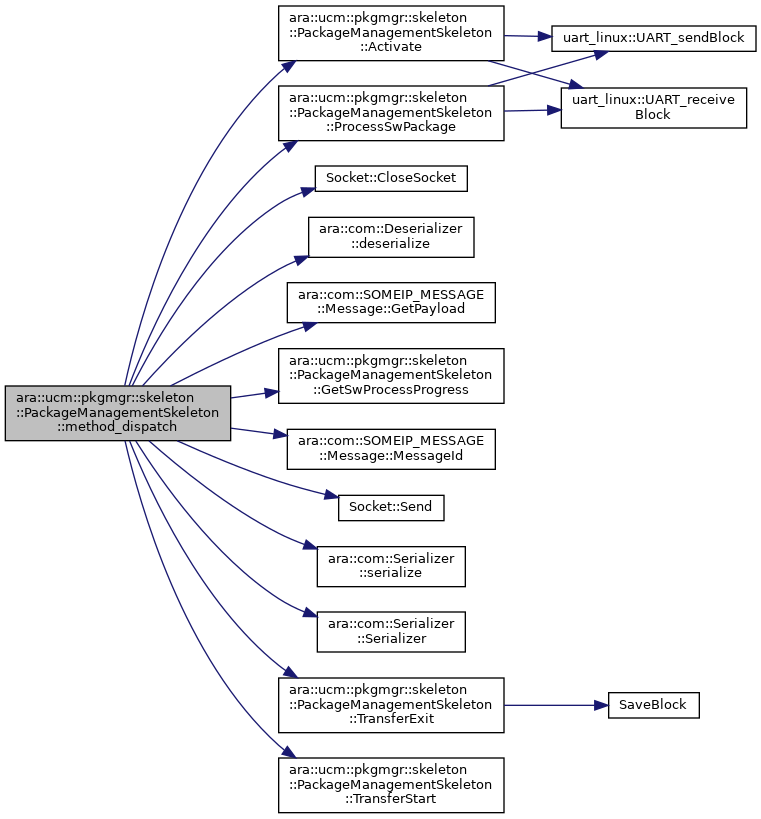 ara::ucm::pkgmgr::skeleton
::PackageManagementSkeleton
::Activate
uart_linux::UART_sendBlock
ara::ucm::pkgmgr::skeleton
::PackageManagementSkeleton
::ProcessSwPackage
uart_linux::UART_receive
Block
Socket::CloseSocket
ara::com::Deserializer
::deserialize
ara::com::SOMEIP_MESSAGE
::Message::GetPayload
ara::ucm::pkgmgr::skeleton
::PackageManagementSkeleton
::GetSwProcessProgress
ara::ucm::pkgmgr::skeleton
::PackageManagementSkeleton
::method_dispatch
ara::com::SOMEIP_MESSAGE
::Message::MessageId
Socket::Send
ara::com::Serializer
::serialize
ara::com::Serializer
::Serializer
ara::ucm::pkgmgr::skeleton
::PackageManagementSkeleton
::TransferExit
SaveBlock
ara::ucm::pkgmgr::skeleton
::PackageManagementSkeleton
::TransferStart